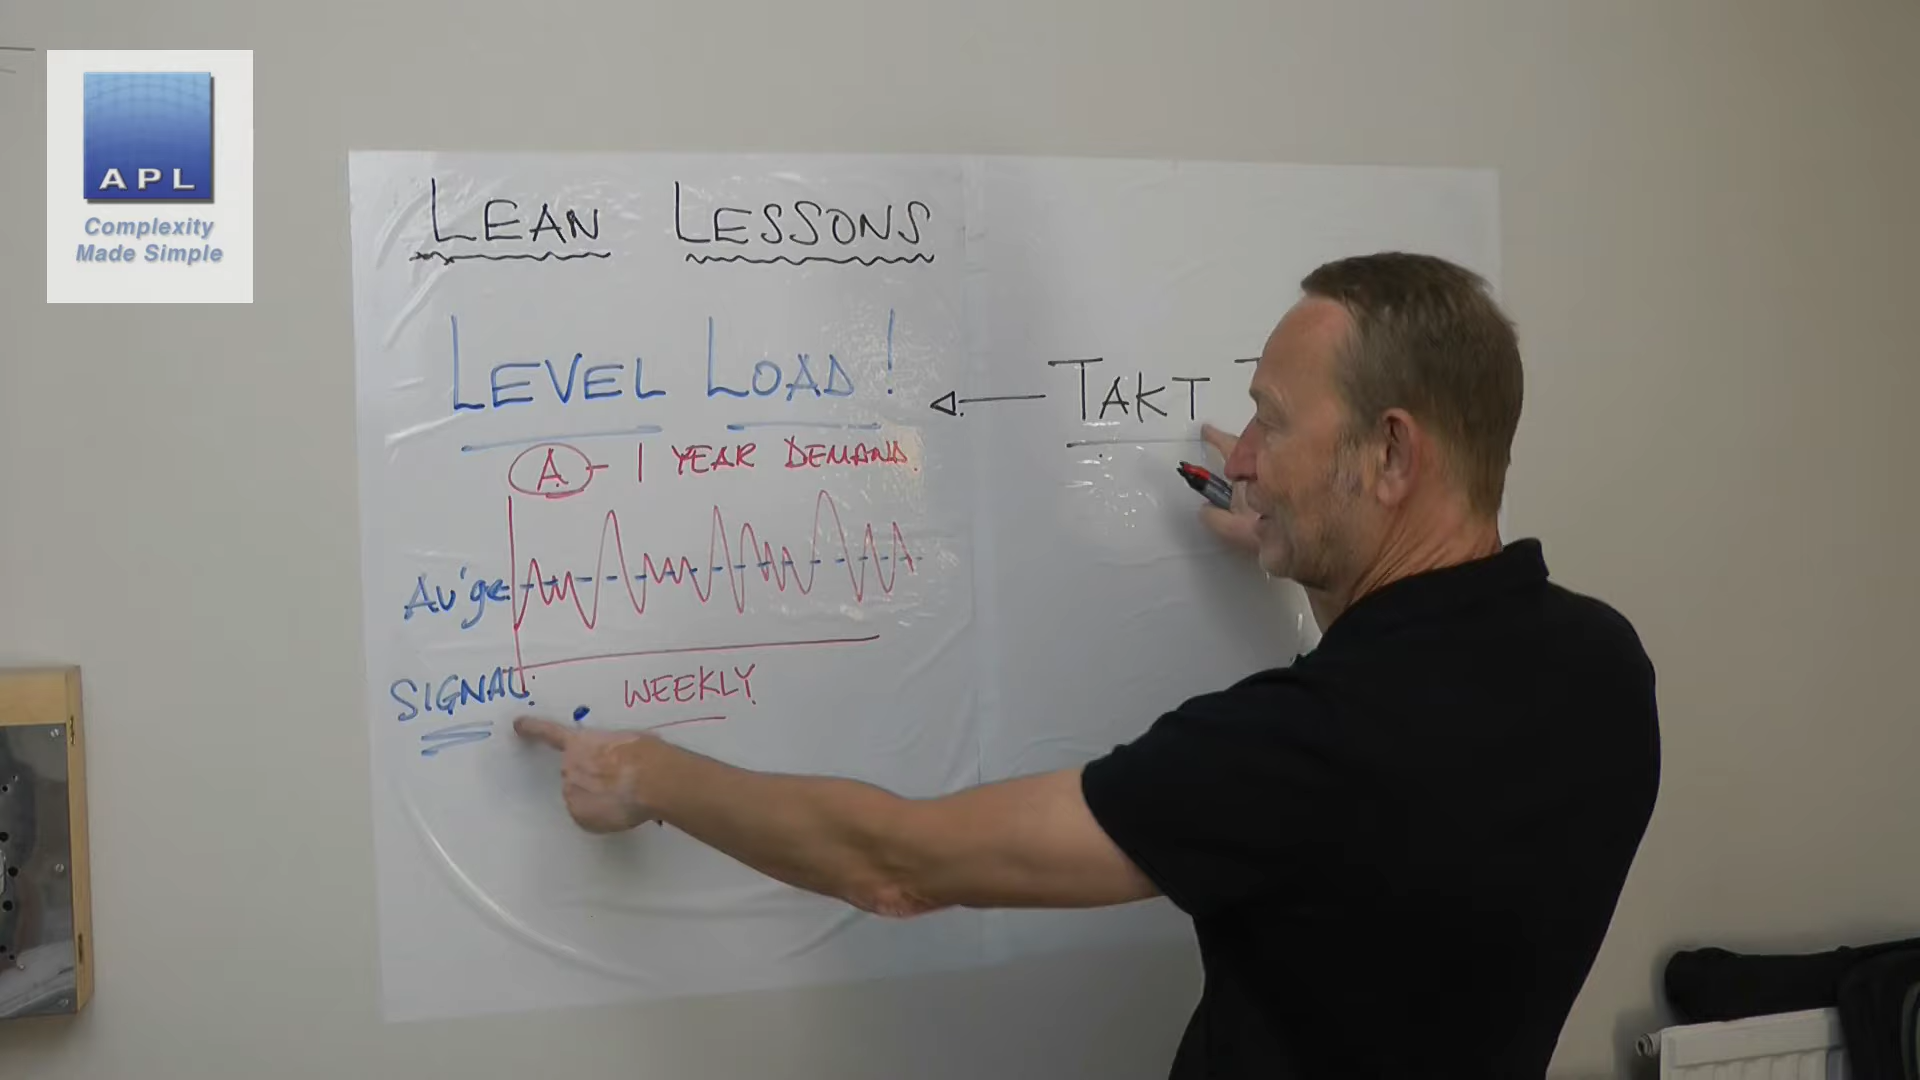 APL
Complexity
Made Simple
LEAN LESSONS
LEVEL LOAD!
TAKT
A - 1 YEAR DEMAND.
Av'ge
SIGNAL.
WEEKLY.